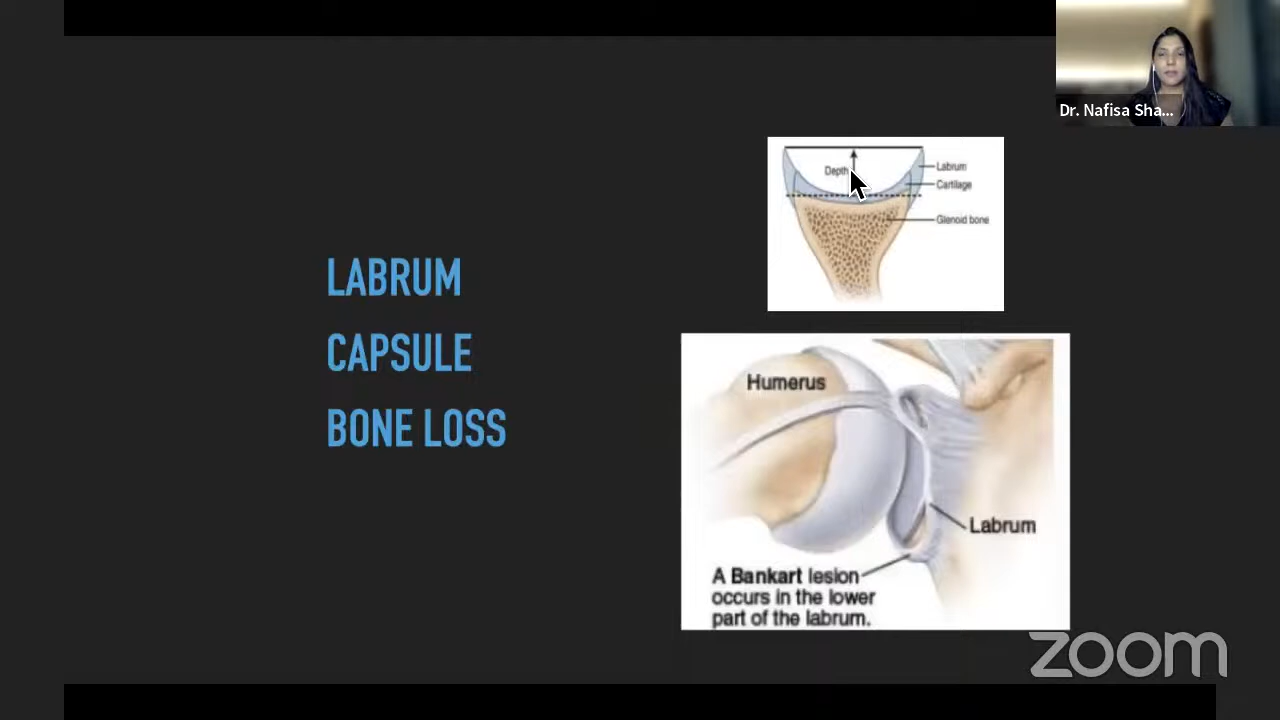 Dr. Nafisa Sha...
Depth
Labrum
Cartilage
Glenoid bone
LABRUM
CAPSULE
BONE LOSS
Humerus
Labrum
A Bankart lesion
occurs in the lower
part of the labrum.
zoom